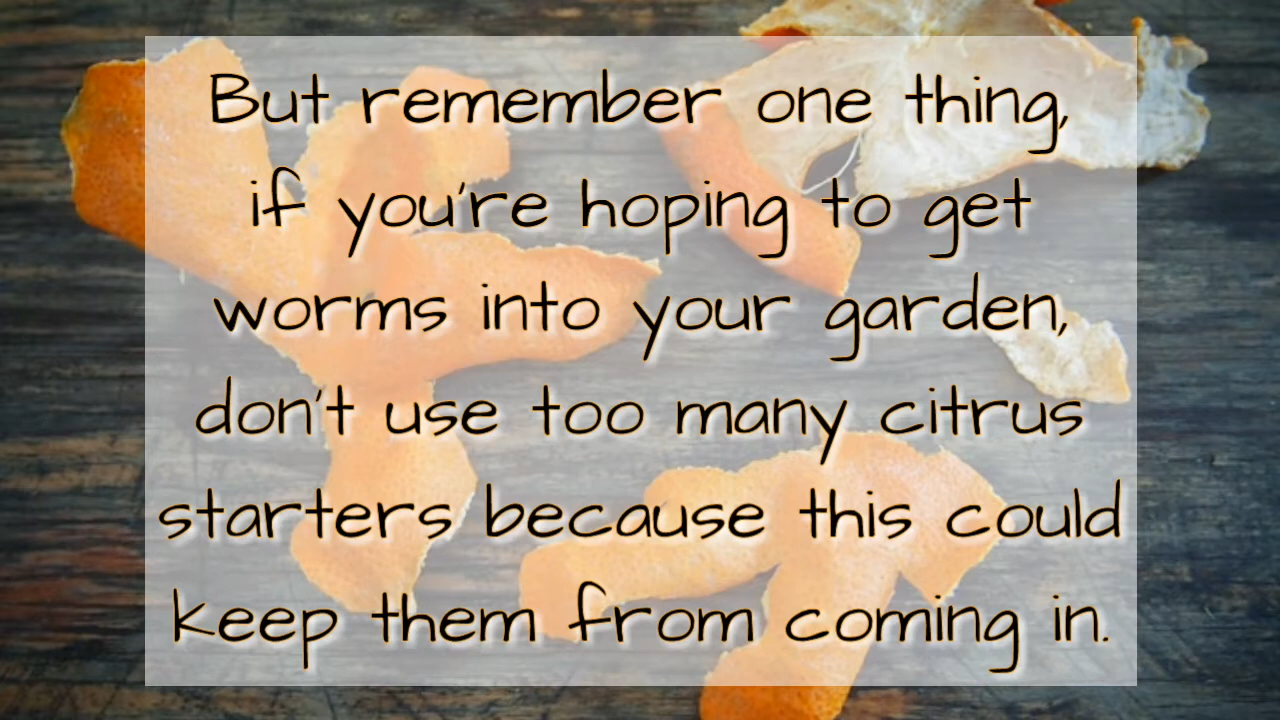 But remember one thing,
if you're hoping to get
worms into your garden,
don't use too many citrus
starters because this could
keep them from coming in.